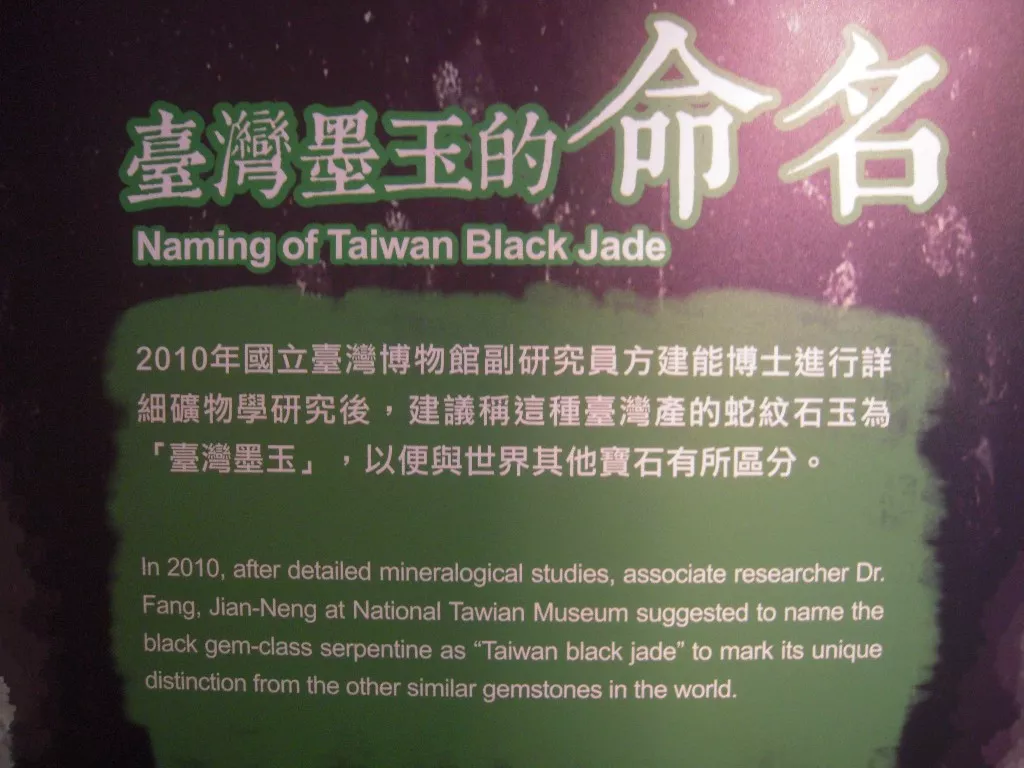 臺灣墨玉的命名
Naming of Taiwan Black Jade
2010年國立臺灣博物館副研究員方建能博士進行詳
細礦物學研究後，建議稱這種臺灣產的蛇紋石玉為
「臺灣墨玉」，以便與世界其他寶石有所區分。
In 2010, after detailed mineralogical studies, associate researcher Dr.
Fang, Jian-Neng at National Tawian Museum suggested to name the
black gem-class serpentine as “Taiwan black jade” to mark its unique
distinction from the other similar gemstones in the world.